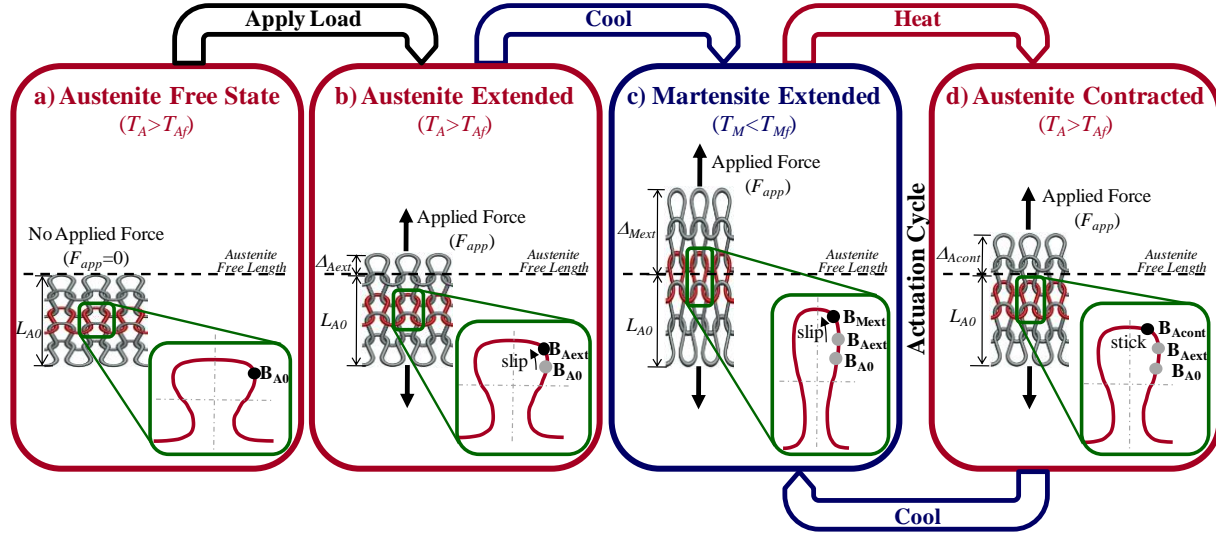 Apply Load
Cool
Heat
a) Austenite Free State
(T_A>T_Af)
No Applied Force
(F_app=0)
Austenite
Free Length
L_A0
B_A0
b) Austenite Extended
(T_A>T_Af)
Applied Force
(F_app)
Austenite
Free Length
Δ_Aext
L_A0
slip
B_Aext
B_A0
c) Martensite Extended
(T_M<T_Mf)
Applied Force
(F_app)
Δ_Mext
Austenite
Free Length
L_A0
slip
B_Mext
B_Aext
B_A0
Actuation Cycle
d) Austenite Contracted
(T_A>T_Af)
Applied Force
(F_app)
Δ_Acont
Austenite
Free Length
L_A0
stick
B_Acont
B_Aext
B_A0
Cool